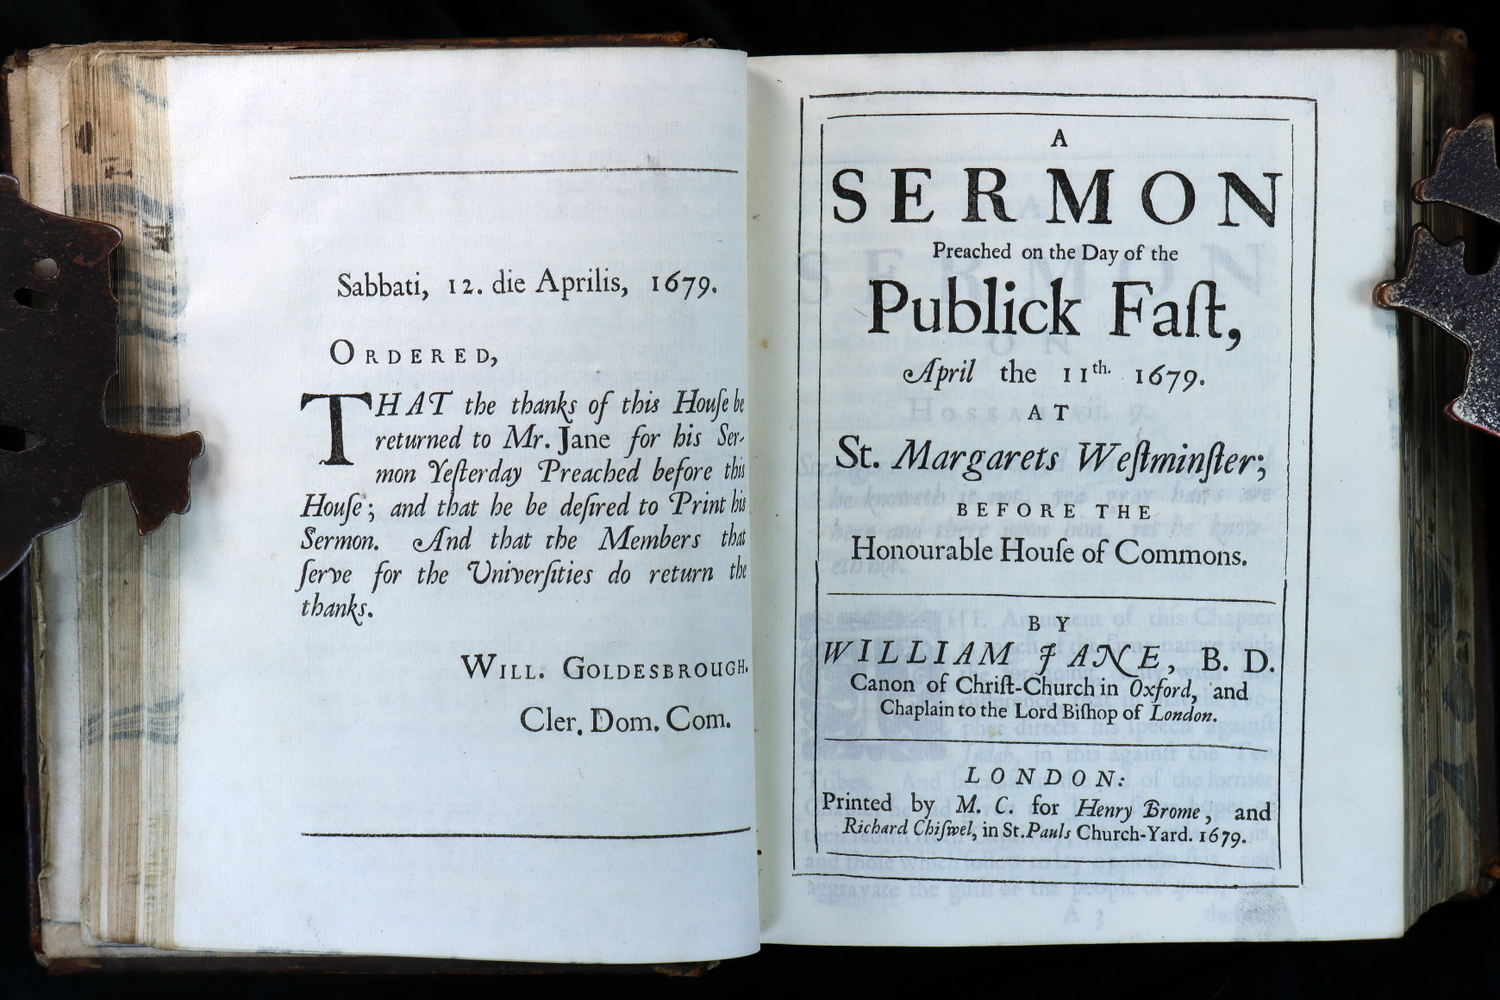 Sabbati, 12. die Aprilis, 1679.
ORDERED,
THAT the thanks of this Houſe be
returned to Mr. Jane for his Ser-
mon Yeſterday Preached before this
Houſe; and that he be deſired to Print his
Sermon. And that the Members that
ſerve for the Univerſities do return the
thanks.
WILL. GOLDESBROUGH.
Cler. Dom. Com.
A
SERMON
Preached on the Day of the
Publick Faſt,
April the 11th. 1679.
AT
St. Margarets Weſtminſter;
BEFORE THE
Honourable Houſe of Commons.
BY
WILLIAM JANE, B. D.
Canon of Chriſt-Church in Oxford, and
Chaplain to the Lord Biſhop of London.
LONDON:
Printed by M. C. for Henry Brome, and
Richard Chiſwel, in St. Pauls Church-Yard. 1679.